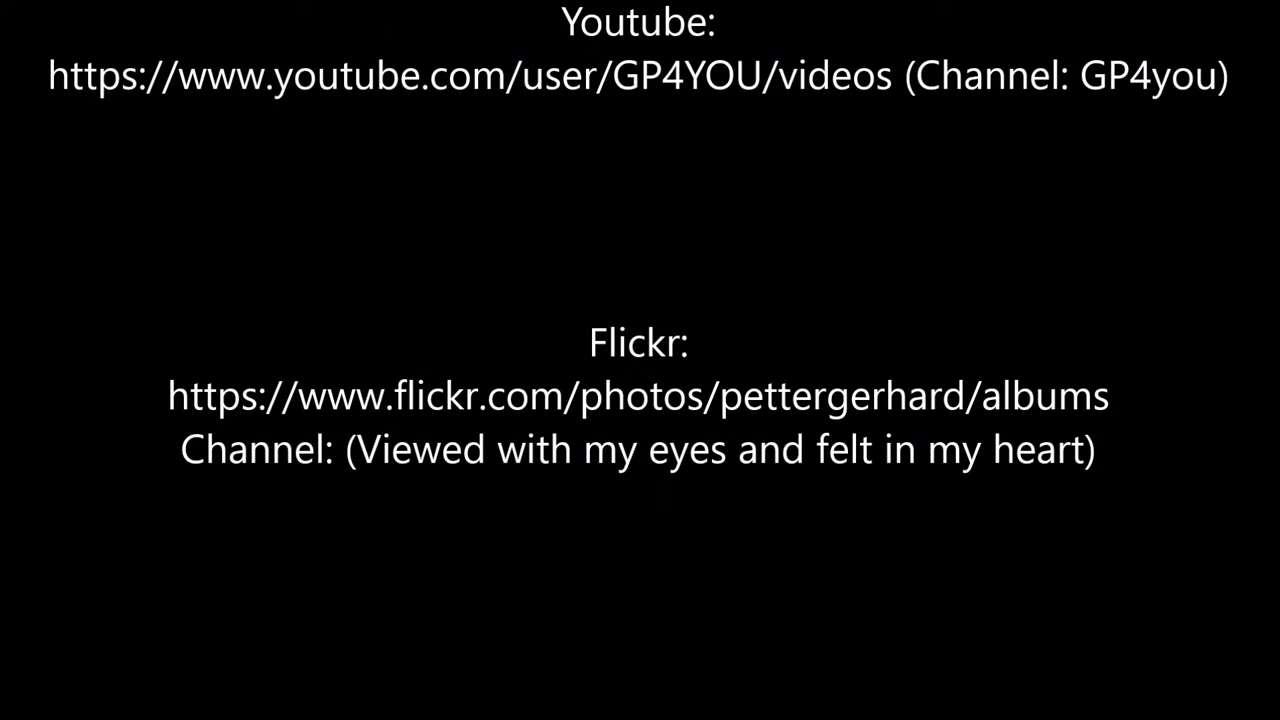 Youtube:
https://www.youtube.com/user/GP4YOU/videos (Channel: GP4you)
Flickr:
https://www.flickr.com/photos/pettergerhard/albums
Channel: (Viewed with my eyes and felt in my heart)